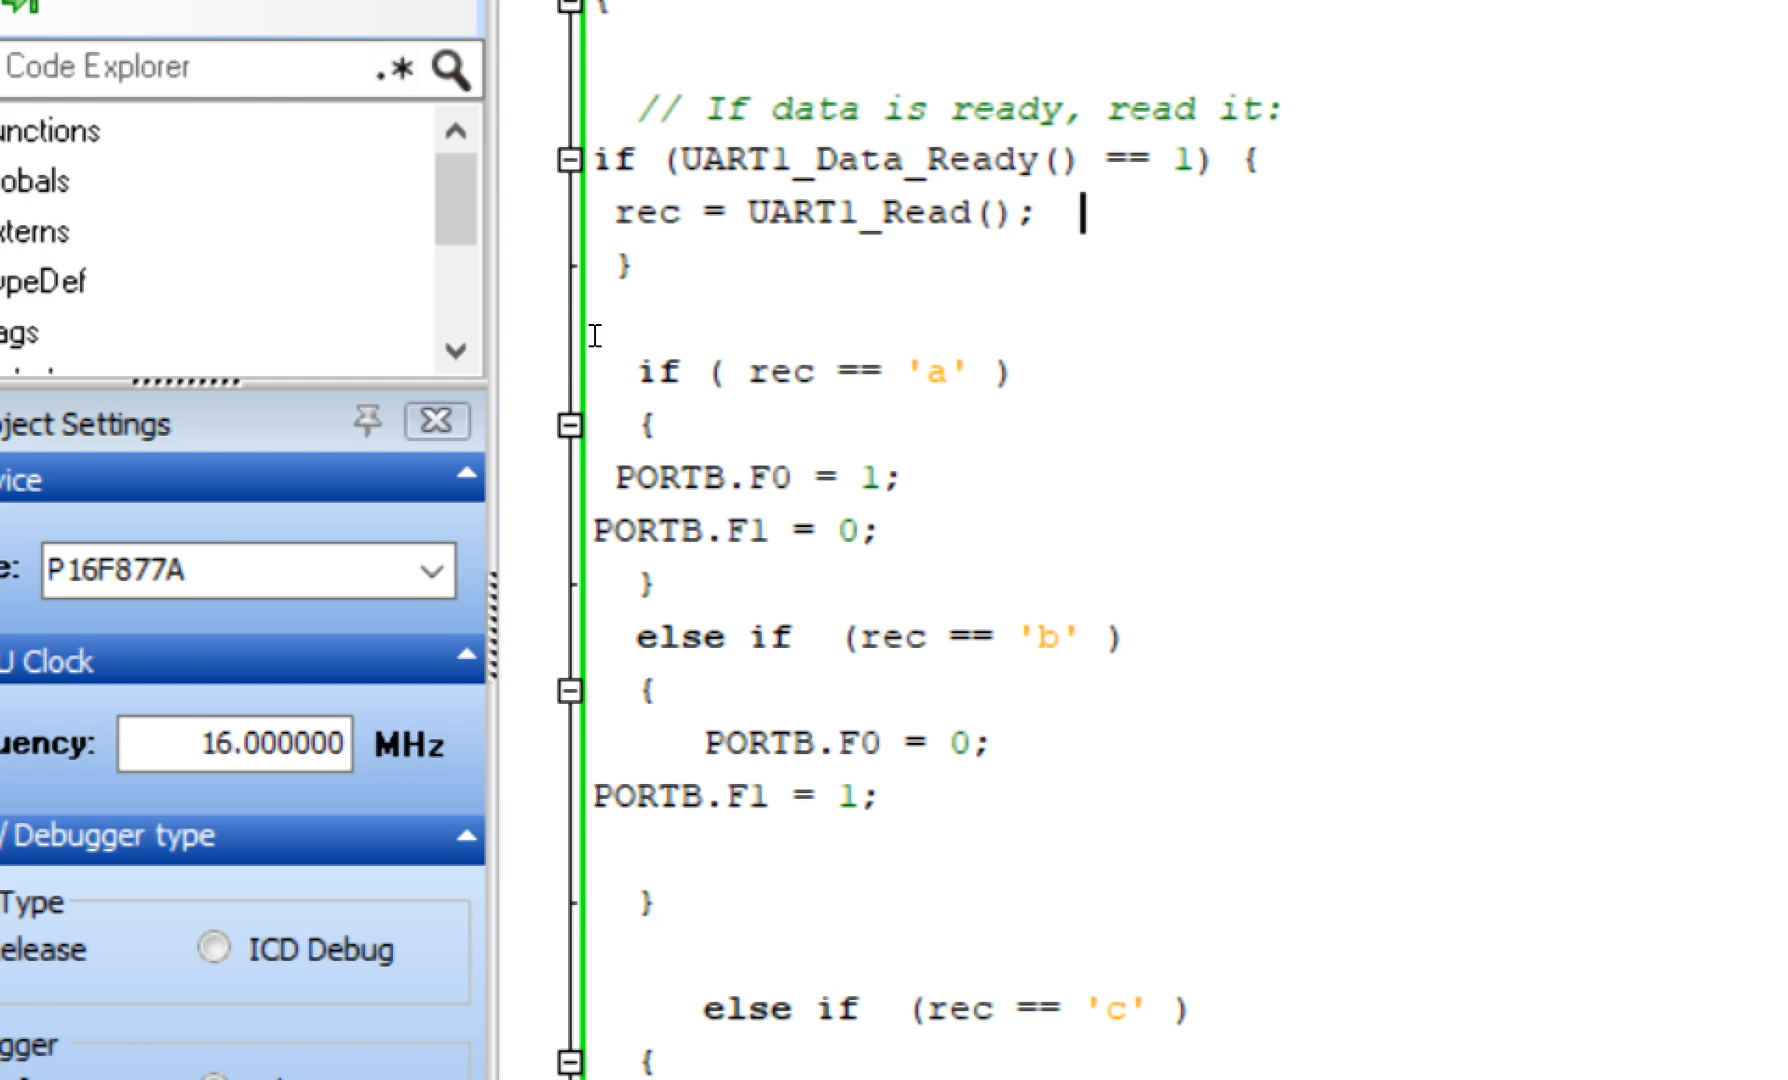 Code Explorer .*
unctions
obals
xterns
ypeDef
ags
ject Settings
vice
e: P16F877A
U Clock
uency: 16.000000 MHz
/ Debugger type
Type
elease ICD Debug
gger
{
// If data is ready, read it:
if (UART1_Data_Ready() == 1) {
rec = UART1_Read();
}
if ( rec == 'a' )
{
PORTB.F0 = 1;
PORTB.F1 = 0;
}
else if (rec == 'b' )
{
PORTB.F0 = 0;
PORTB.F1 = 1;
}
else if (rec == 'c' )
{